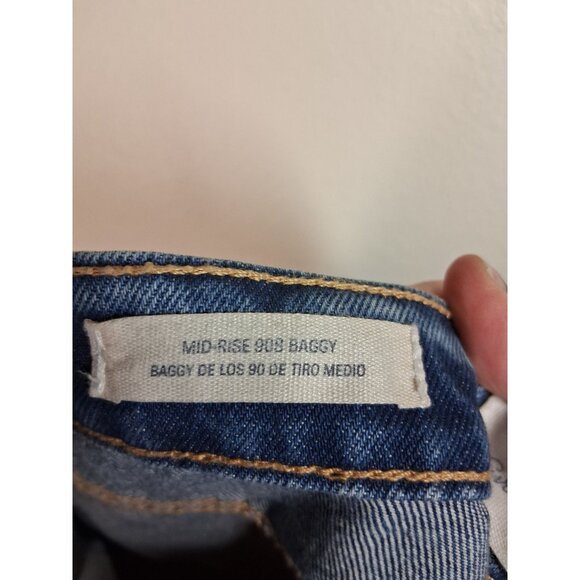 MID-RISE 90S BAGGY
BAGGY DE LOS 90 DE TIRO MEDIO